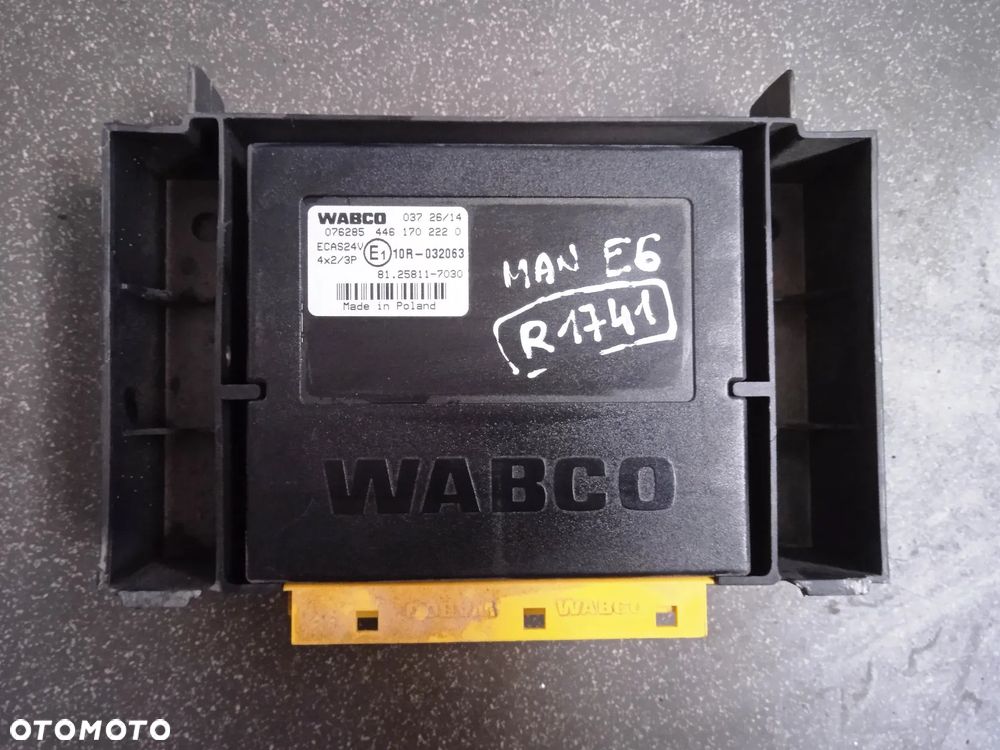 WABCO 037 26/14
076285 446 170 222 0
ECAS24V
4x2/3P
E1 10R-032063
81.25811-7030
Made in Poland
MAN E6
R1741
WABCO
WABCO
OTOMOTO